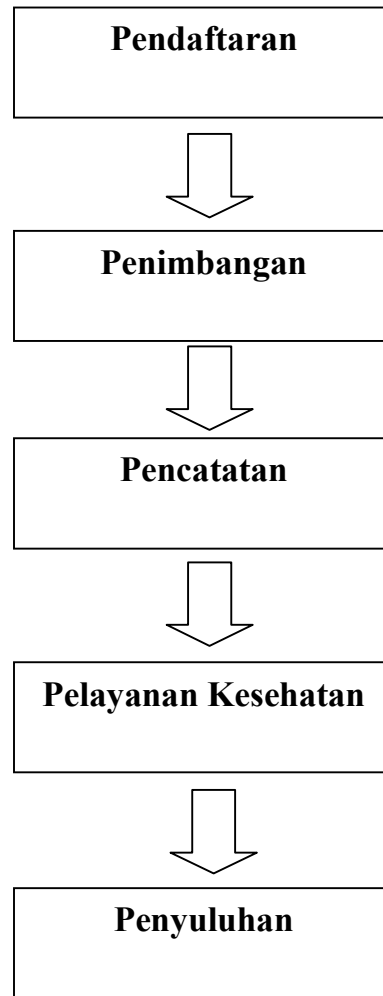 Pendaftaran
Penimbangan
Pencatatan
Pelayanan Kesehatan
Penyuluhan